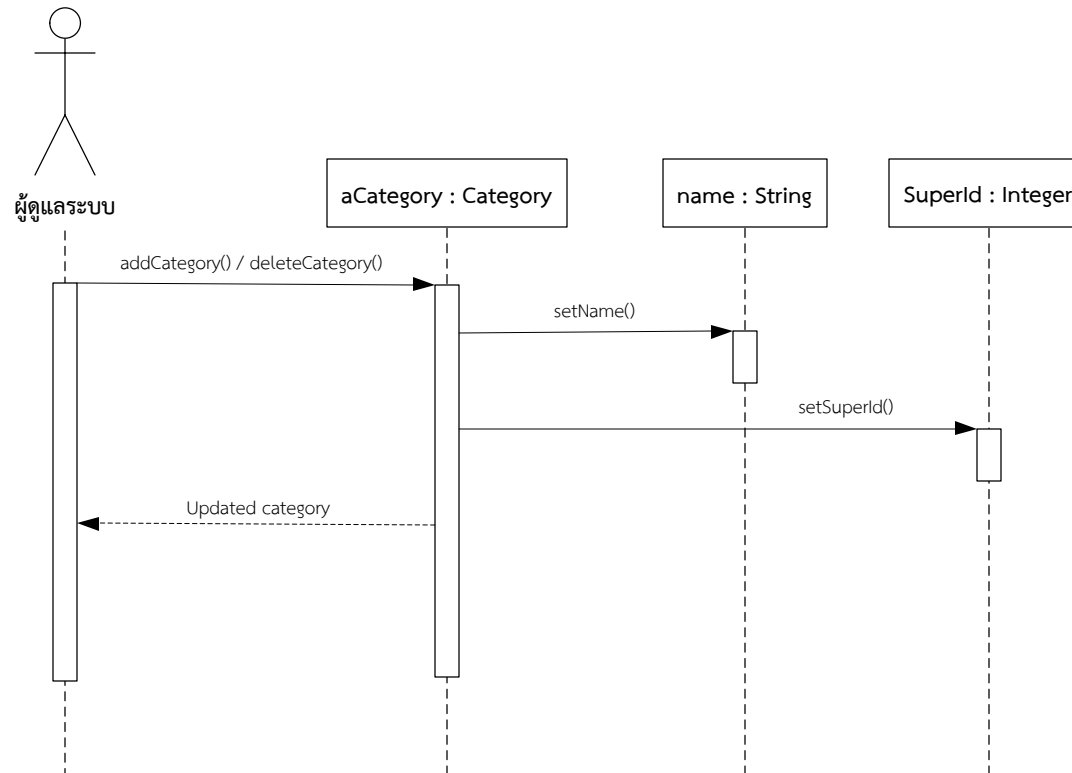 ผู้ดูแลระบบ
aCategory : Category
name : String
SuperId : Integer
addCategory() / deleteCategory()
setName()
setSuperId()
Updated category